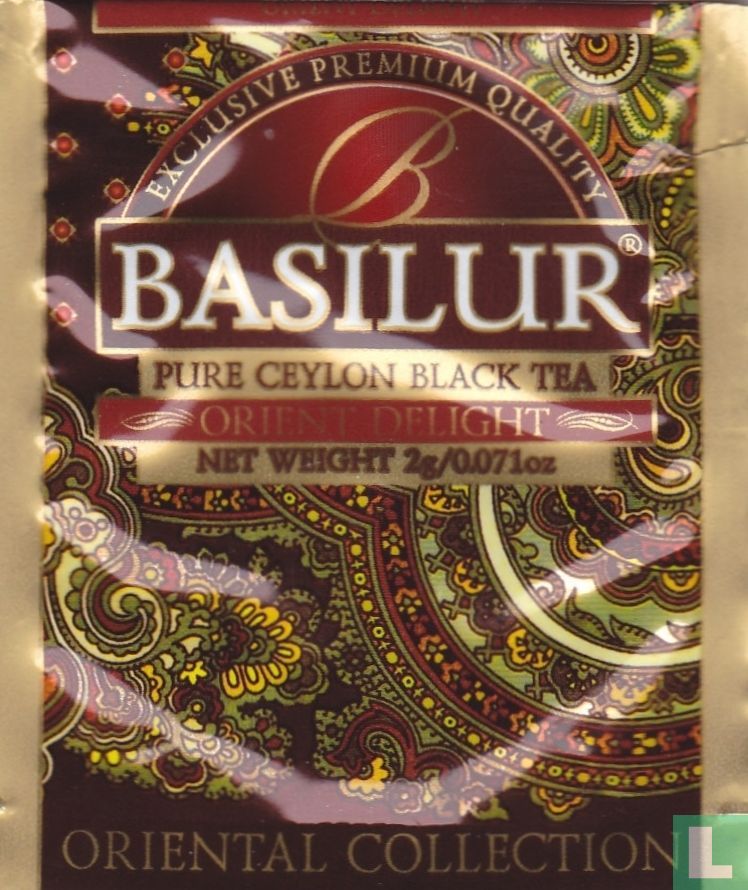 EXCLUSIVE PREMIUM QUALITY
B
BASILUR®
PURE CEYLON BLACK TEA
ORIENT DELIGHT
NET WEIGHT 2g/0.071oz
ORIENTAL COLLECTION
L